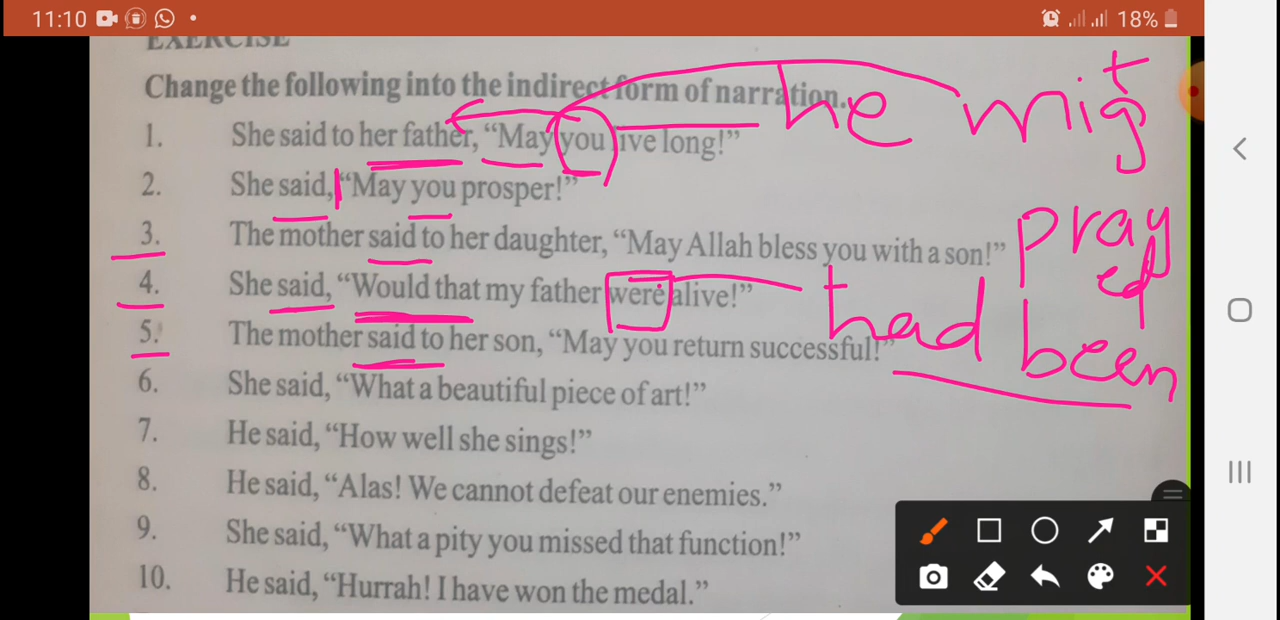 11:10
18%
EXERCISE
Change the following into the indirect form of narration.
1. She said to her father, “May you live long!”
2. She said, “May you prosper!”
3. The mother said to her daughter, “May Allah bless you with a son!”
4. She said, “Would that my father were alive!”
5. The mother said to her son, “May you return successful!”
6. She said, “What a beautiful piece of art!”
7. He said, “How well she sings!”
8. He said, “Alas! We cannot defeat our enemies.”
9. She said, “What a pity you missed that function!”
10. He said, “Hurrah! I have won the medal.”
he migt
prayed
had been